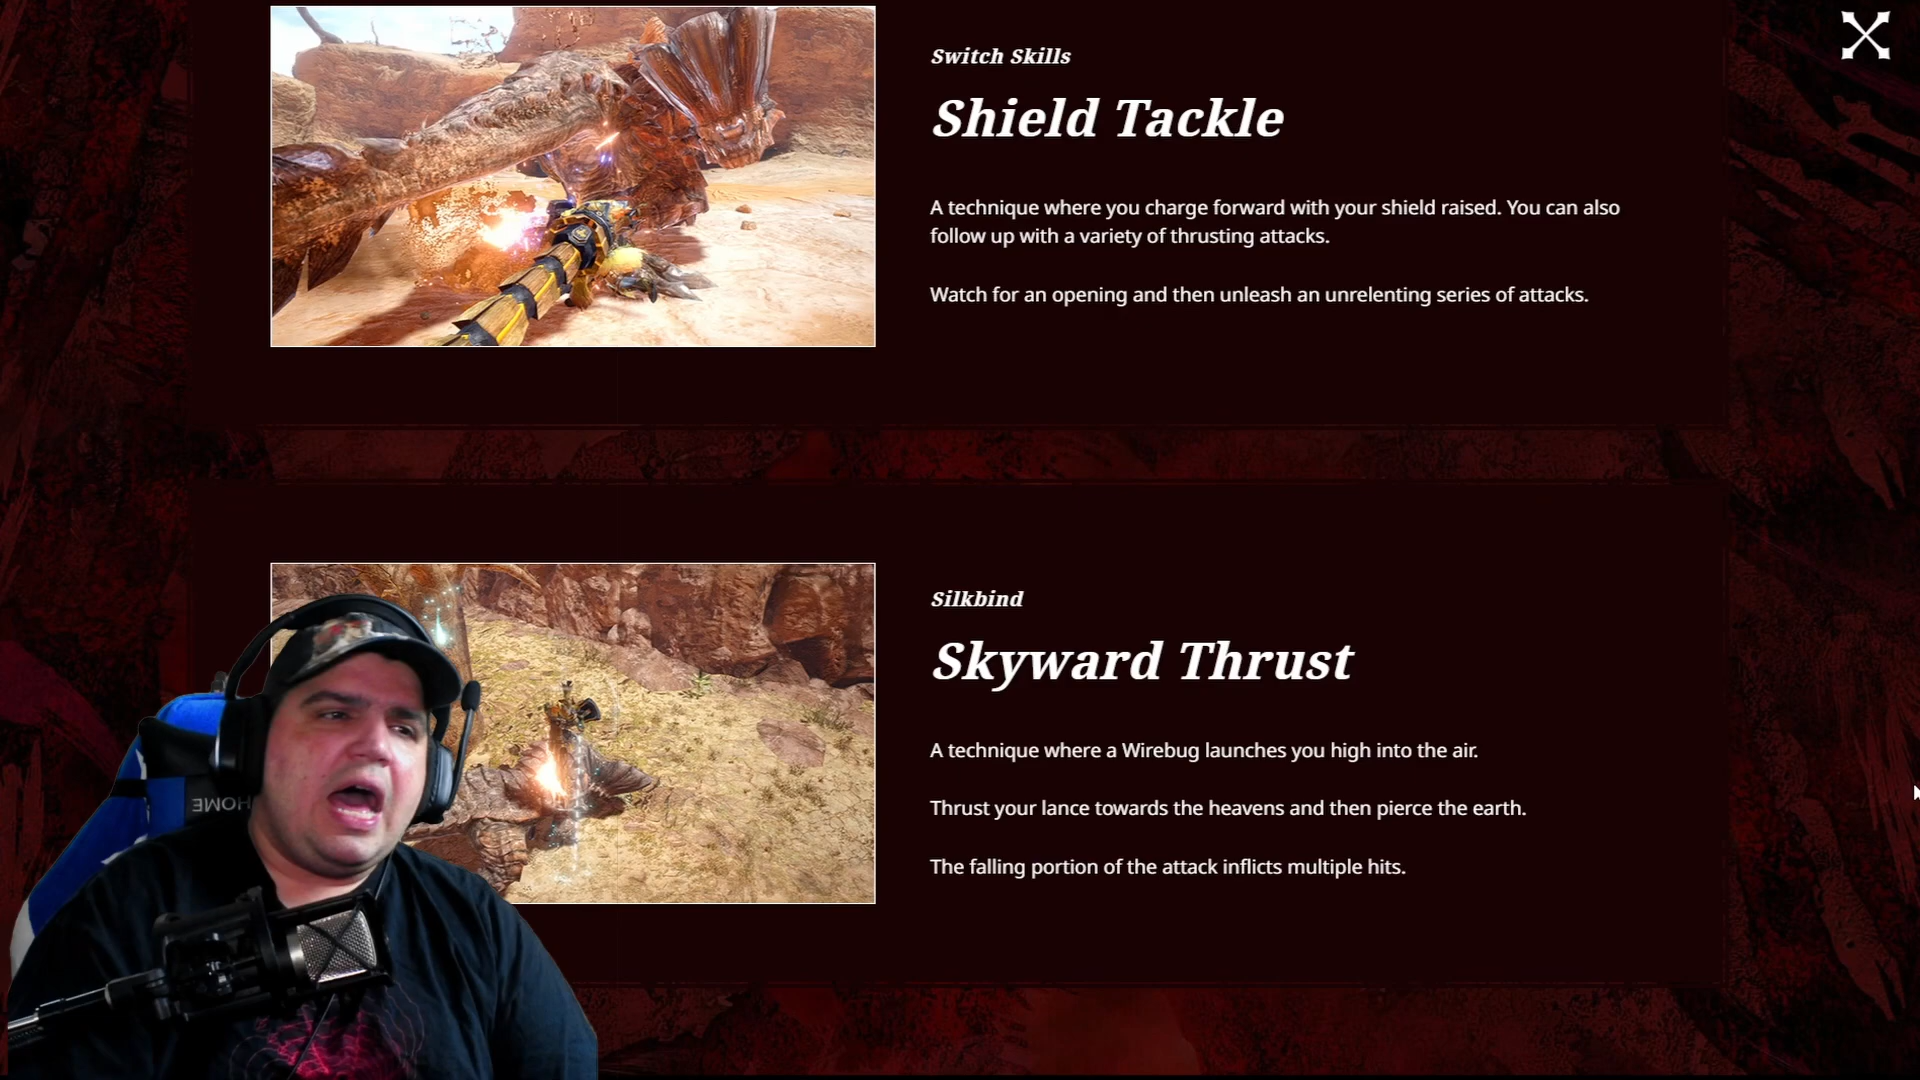 Switch Skills
Shield Tackle
A technique where you charge forward with your shield raised. You can also
follow up with a variety of thrusting attacks.
Watch for an opening and then unleash an unrelenting series of attacks.
Silkbind
Skyward Thrust
A technique where a Wirebug launches you high into the air.
Thrust your lance towards the heavens and then pierce the earth.
The falling portion of the attack inflicts multiple hits.
HOME